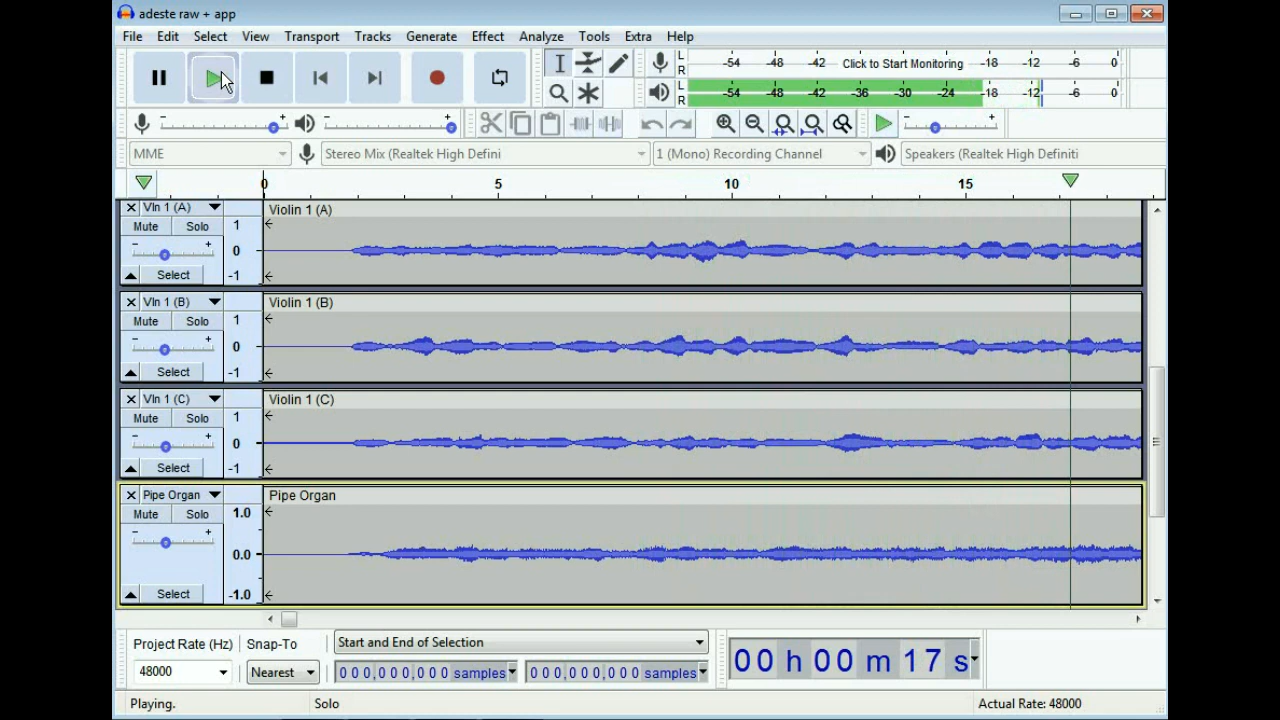 adeste raw + app
File Edit Select View Transport Tracks Generate Effect Analyze Tools Extra Help
L R -54 -48 -42 Click to Start Monitoring -18 -12 -6 0
L R -54 -48 -42 -36 -30 -24 -18 -12 -6 0
- + - + - +
MME Stereo Mix (Realtek High Defini 1 (Mono) Recording Channel Speakers (Realtek High Definiti
0 5 10 15
Vln 1 (A) Violin 1 (A)
Mute Solo 1
- + 0
Select -1
Vln 1 (B) Violin 1 (B)
Mute Solo 1
- + 0
Select -1
Vln 1 (C) Violin 1 (C)
Mute Solo 1
- + 0
Select -1
Pipe Organ Pipe Organ
Mute Solo 1.0
- + 0.0
Select -1.0
Project Rate (Hz) Snap-To Start and End of Selection
48000 Nearest 000,000,000 samples 000,000,000 samples 00 h 00 m 17 s
Playing. Solo Actual Rate: 48000